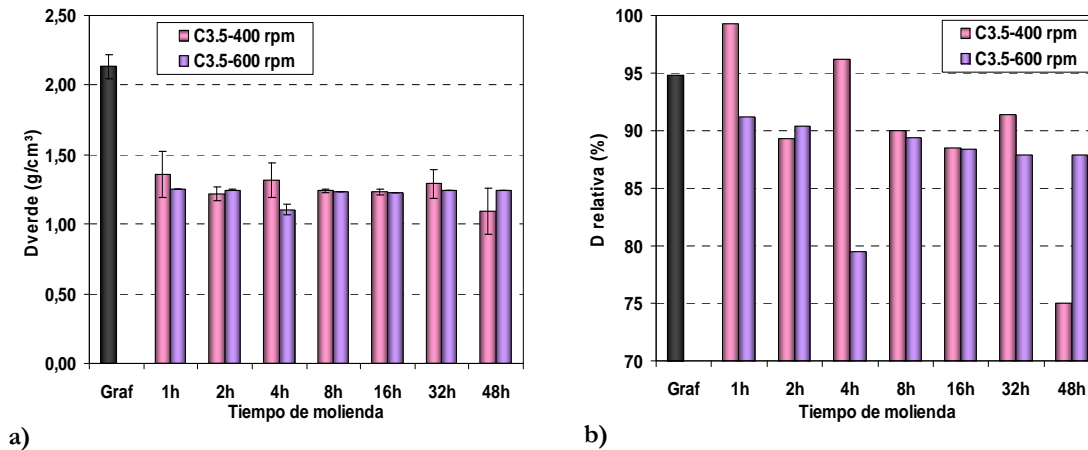 2,50
2,00
1,50
1,00
0,50
0,00
Dverde (g/cm³)
C3.5-400 rpm
C3.5-600 rpm
Graf 1h 2h 4h 8h 16h 32h 48h
Tiempo de molienda
a)
100
95
90
85
80
75
70
D relativa (%)
C3.5-400 rpm
C3.5-600 rpm
Graf 1h 2h 4h 8h 16h 32h 48h
Tiempo de molienda
b)